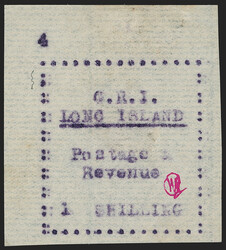 4
G.R.I.
LONG ISLAND
Postage &
Revenue
1 SHILLING